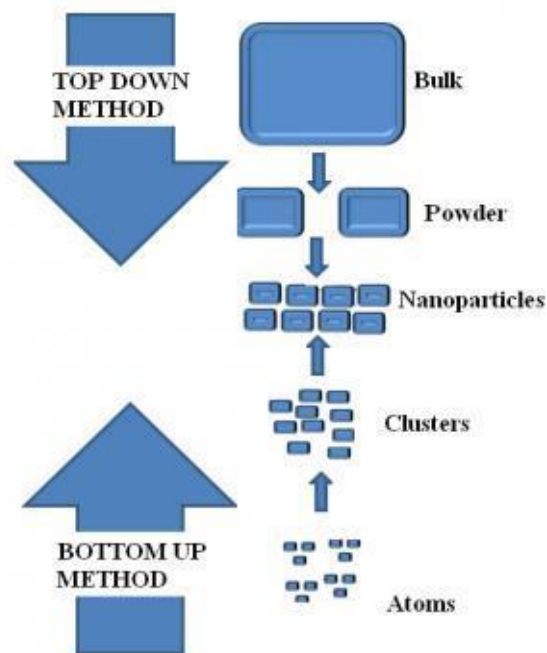 TOP DOWN
METHOD
Bulk
Powder
Nanoparticles
Clusters
BOTTOM UP
METHOD
Atoms